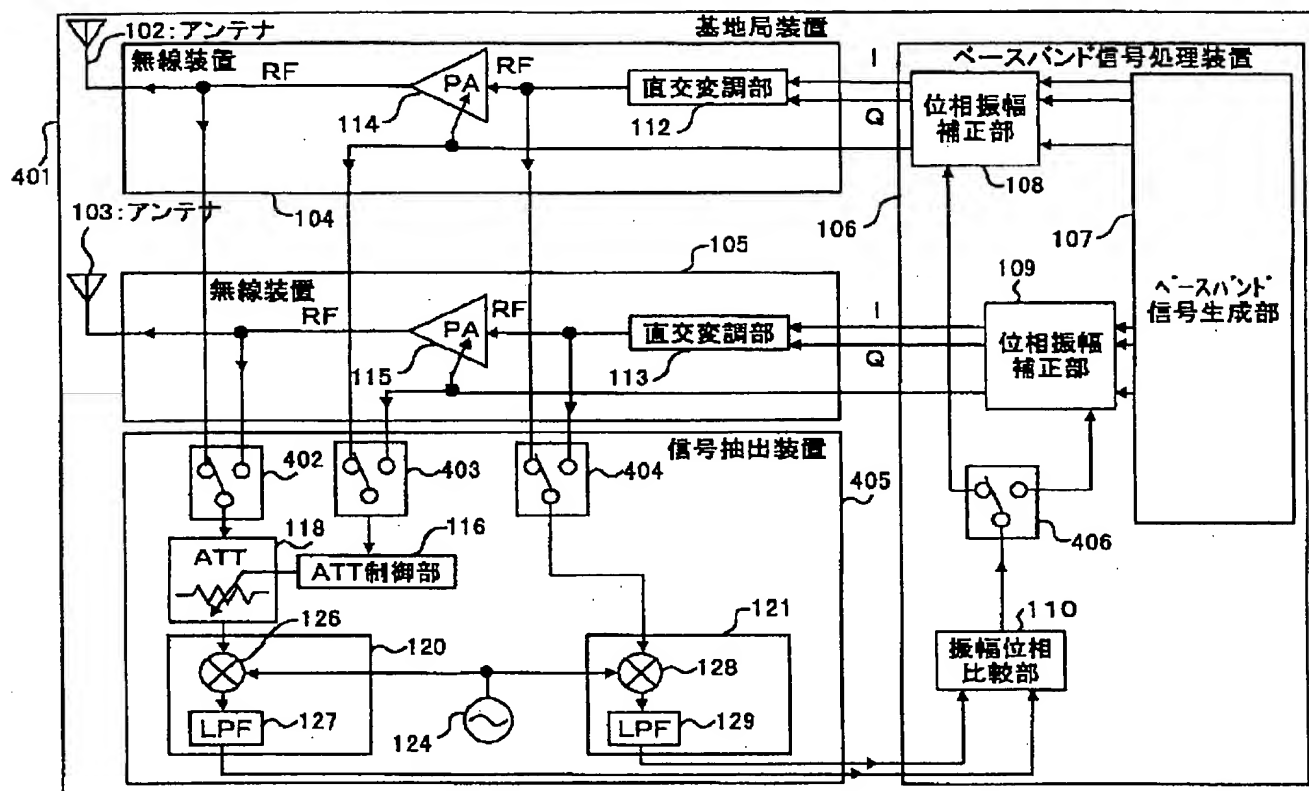 102:アンテナ
基地局装置
無線装置
RF
PA
RF
114
直交変調部
112
I
Q
ベースバンド信号処理装置
位相振幅
補正部
108
401
104
106
107
103:アンテナ
105
無線装置
RF
PA
RF
115
直交変調部
113
I
Q
109
位相振幅
補正部
ベースバンド
信号生成部
信号抽出装置
402
403
404
405
406
118
ATT
116
ATT制御部
110
振幅位相
比較部
126
120
121
128
LPF
127
124
LPF
129